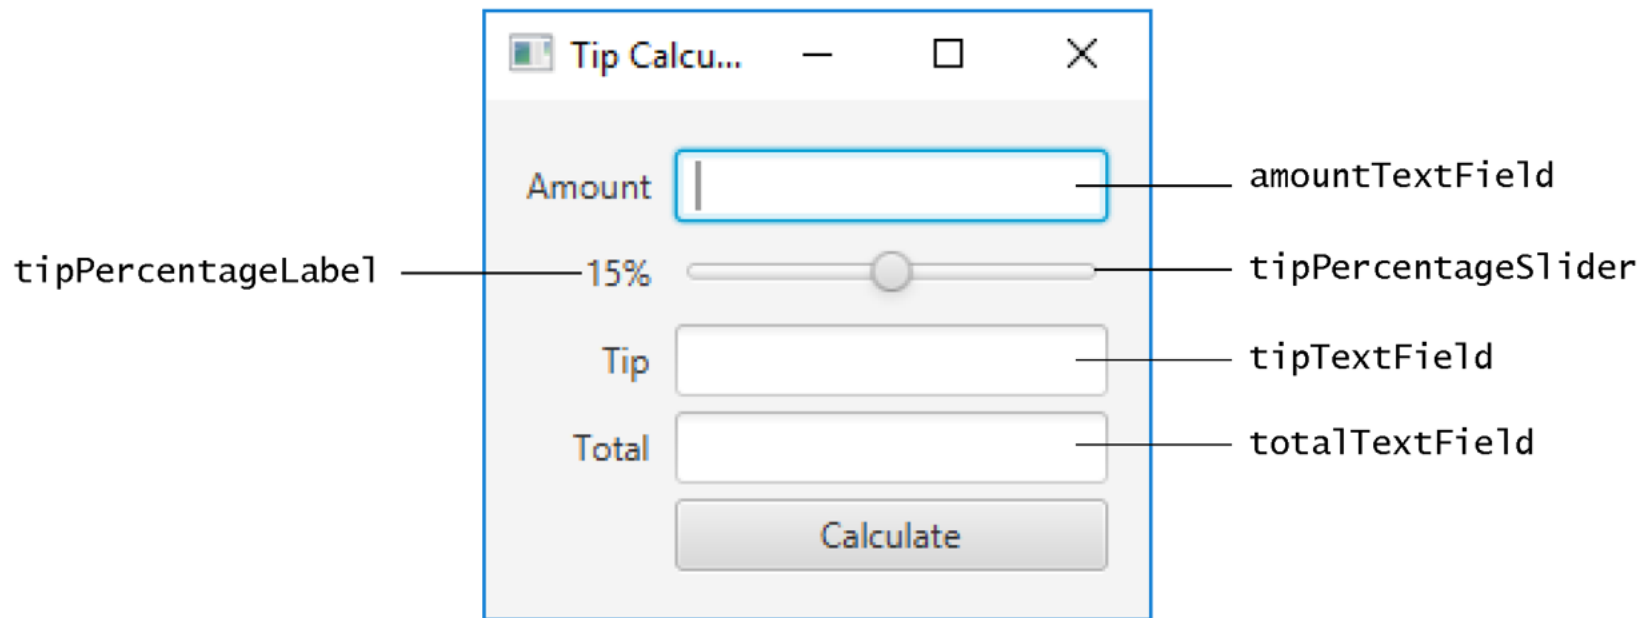 Tip Calcu...
Amount
amountTextField
tipPercentageLabel
15%
tipPercentageSlider
Tip
tipTextField
Total
totalTextField
Calculate